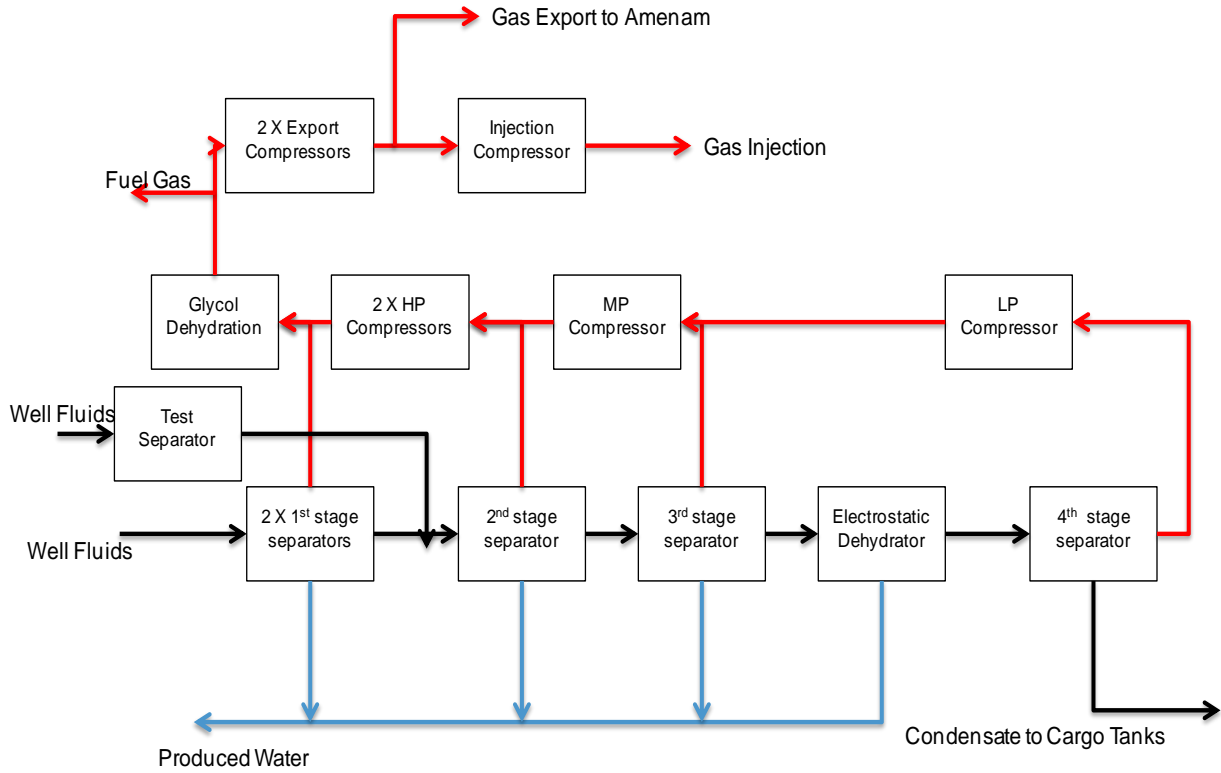 Gas Export to Amenam
2 X Export
Compressors
Injection
Compressor
Gas Injection
Fuel Gas
Glycol
Dehydration
2 X HP
Compressors
MP
Compressor
LP
Compressor
Well Fluids
Test
Separator
Well Fluids
2 X 1st stage
separators
2nd stage
separator
3rd stage
separator
Electrostatic
Dehydrator
4th stage
separator
Produced Water
Condensate to Cargo Tanks